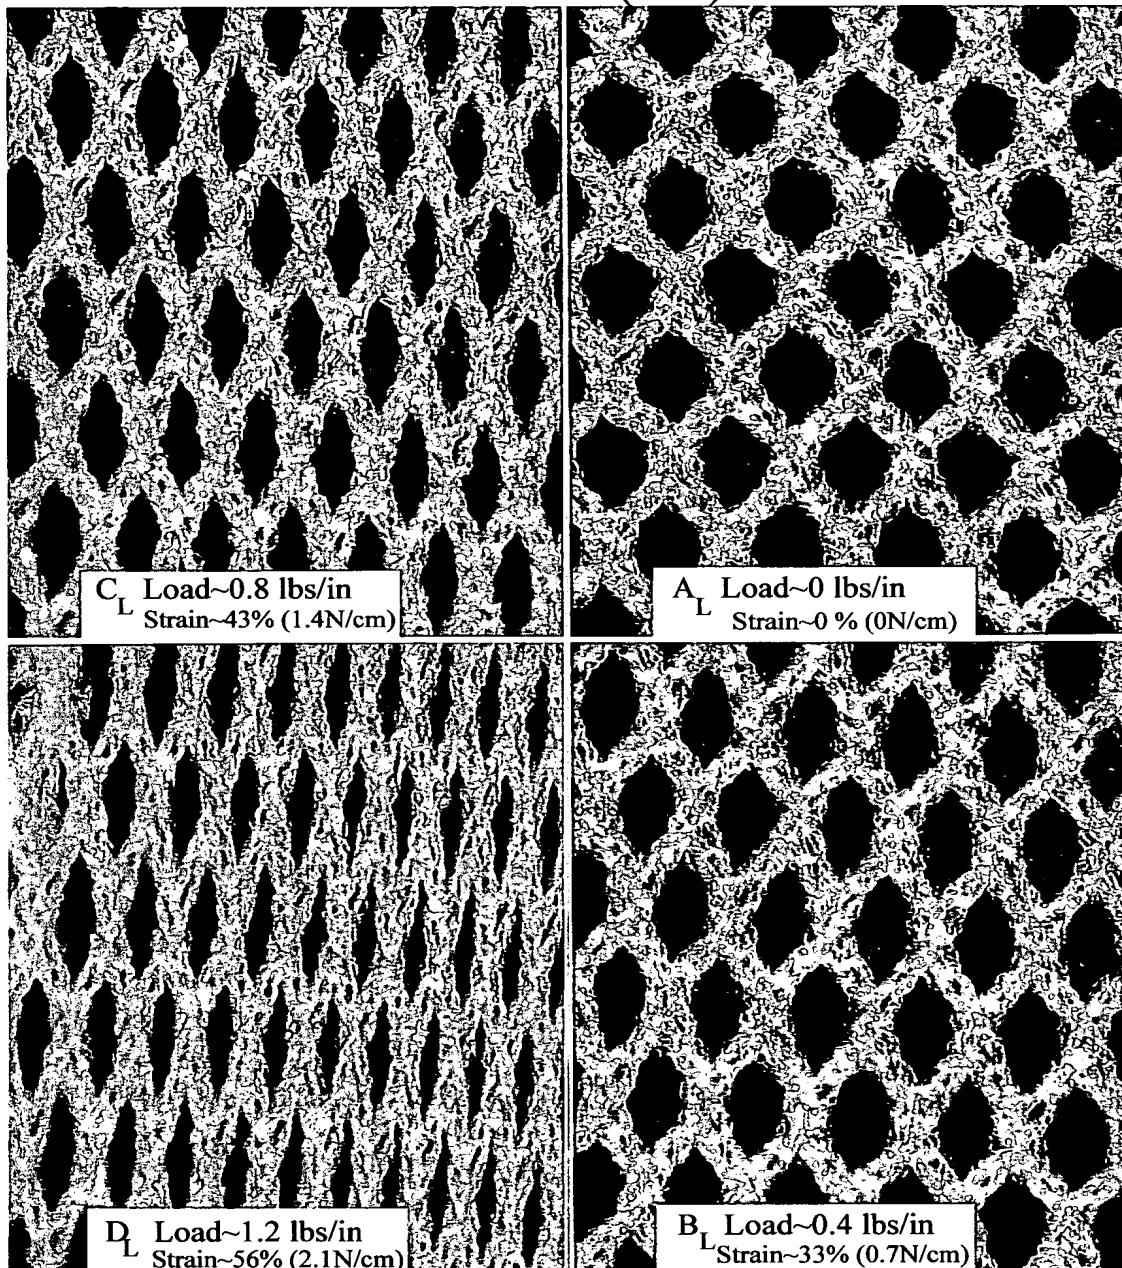 C_L Load~0.8 lbs/in
Strain~43% (1.4N/cm)
A_L Load~0 lbs/in
Strain~0 % (0N/cm)
D_L Load~1.2 lbs/in
Strain~56% (2.1N/cm)
B_L Load~0.4 lbs/in
Strain~33% (0.7N/cm)